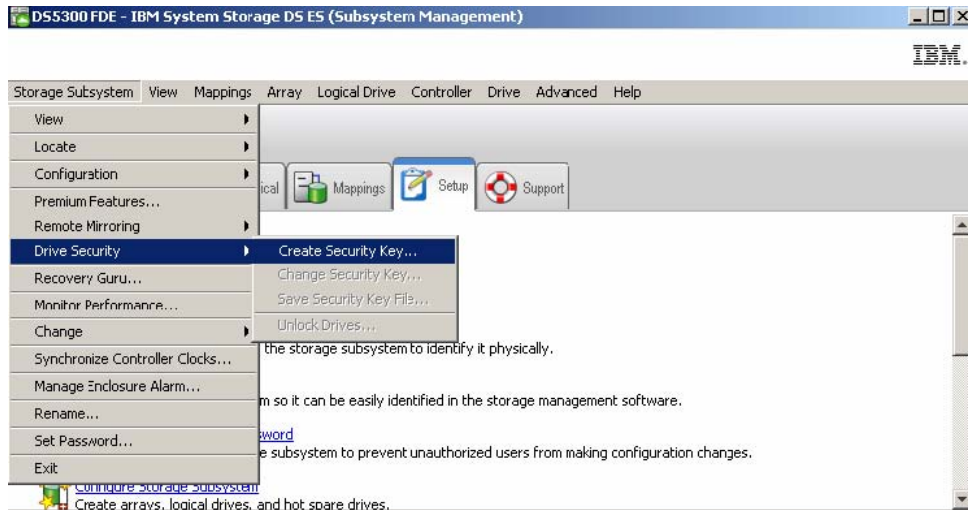 DS5300 FDE - IBM System Storage DS ES (Subsystem Management)
IBM.
Storage Subsystem View Mappings Array Logical Drive Controller Drive Advanced Help
View
Locate
Configuration
Premium Features...
Remote Mirroring
Drive Security
Recovery Guru...
Monitor Performance...
Change
Synchronize Controller Clocks...
Manage Enclosure Alarm...
Rename...
Set Password...
Exit
Create Security Key...
Change Security Key...
Save Security Key File...
Unlock Drives...
ical Mappings Setup Support
the storage subsystem to identify it physically.
m so it can be easily identified in the storage management software.
sword
e subsystem to prevent unauthorized users from making configuration changes.
Configure Storage Subsystem
Create arrays, logical drives, and hot spare drives.